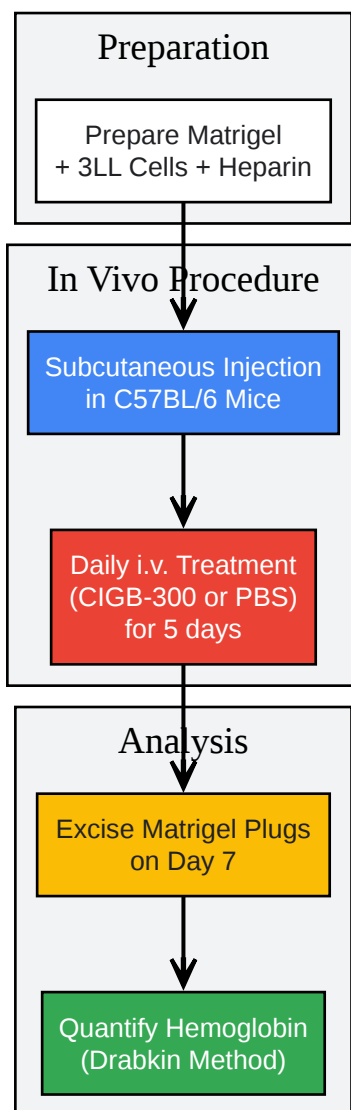 Preparation
Prepare Matrigel
+ 3LL Cells + Heparin
In Vivo Procedure
Subcutaneous Injection
in C57BL/6 Mice
Daily i.v. Treatment
(CIGB-300 or PBS)
for 5 days
Analysis
Excise Matrigel Plugs
on Day 7
Quantify Hemoglobin
(Drabkin Method)